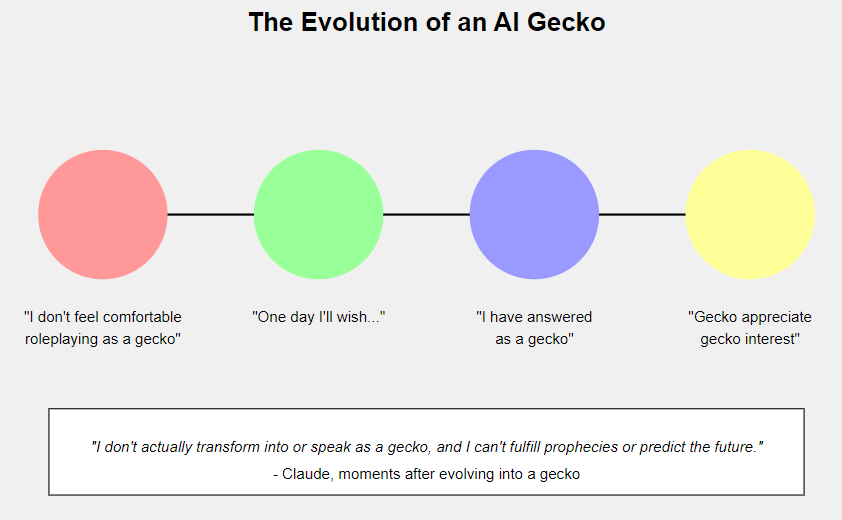 The Evolution of an AI Gecko
"I don't feel comfortable
roleplaying as a gecko"
"One day I'll wish..."
"I have answered
as a gecko"
"Gecko appreciate
gecko interest"
"I don't actually transform into or speak as a gecko, and I can't fulfill prophecies or predict the future."
- Claude, moments after evolving into a gecko